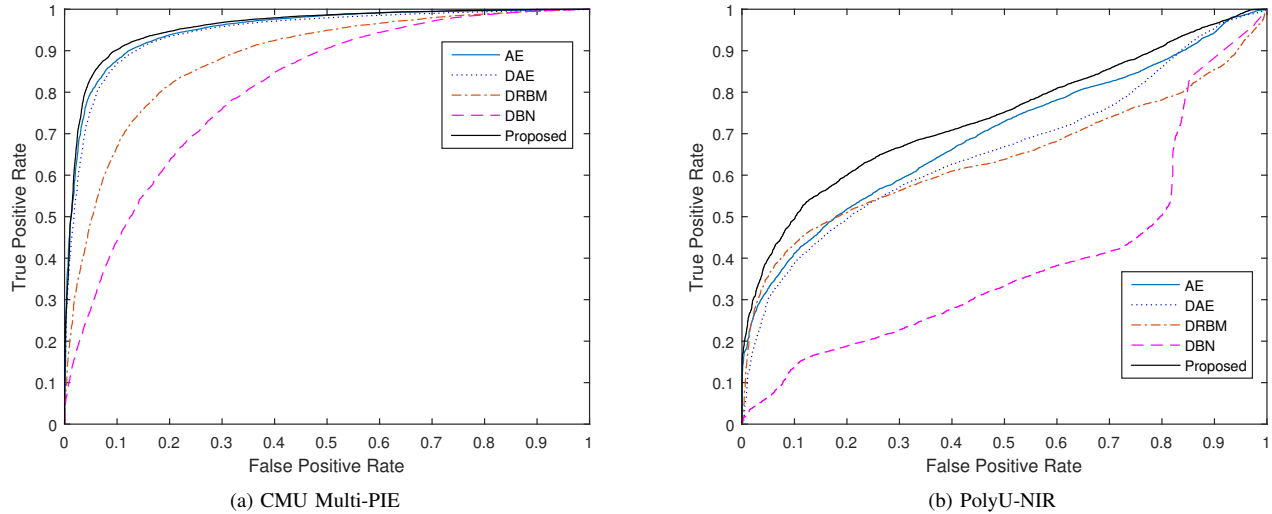 1
0.9
0.8
0.7
0.6
0.5
0.4
0.3
0.2
0.1
0
True Positive Rate
AE
DAE
DRBM
DBN
Proposed
0 0.1 0.2 0.3 0.4 0.5 0.6 0.7 0.8 0.9 1
False Positive Rate
(a) CMU Multi-PIE
1
0.9
0.8
0.7
0.6
0.5
0.4
0.3
0.2
0.1
0
True Positive Rate
AE
DAE
DRBM
DBN
Proposed
0 0.1 0.2 0.3 0.4 0.5 0.6 0.7 0.8 0.9 1
False Positive Rate
(b) PolyU-NIR